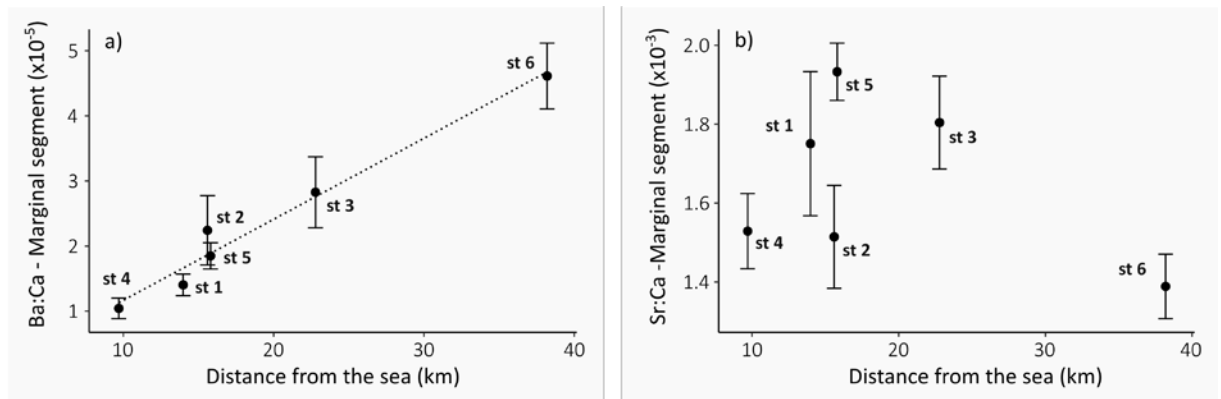 a)
Ba:Ca - Marginal segment (x10⁻⁵)
5
4
3
2
1
st 6
st 3
st 2
st 5
st 4
st 1
10 20 30 40
Distance from the sea (km)
b)
Sr:Ca -Marginal segment (x10⁻³)
2.0
1.8
1.6
1.4
st 5
st 1
st 3
st 4
st 2
st 6
10 20 30 40
Distance from the sea (km)